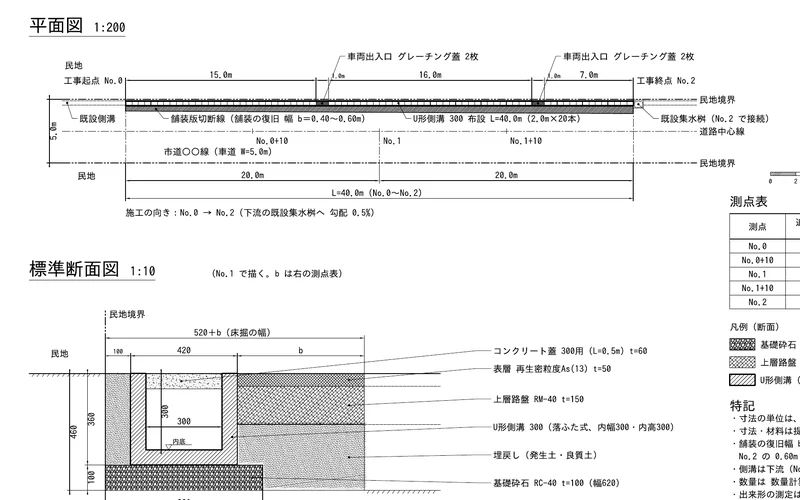 平面図 1:200
車両出入口 グレーチング蓋 2枚
車両出入口 グレーチング蓋 2枚
民地
工事起点 No.0
15.0m
1.0m
16.0m
1.0m
7.0m
工事終点 No.2
民地境界
既設側溝
舗装版切断線（舗装の復旧 幅 b＝0.40～0.60m）
U形側溝 300 布設 L=40.0m (2.0m×20本)
既設集水桝（No.2 で接続）
道路中心線
5.0m
No.0+10
No.1
No.1+10
市道〇〇線（車道 W=5.0m）
民地境界
民地
20.0m
20.0m
L=40.0m（No.0～No.2）
施工の向き：No.0 → No.2（下流の既設集水桝へ 勾配 0.5%）
0 2
測点表
測点
No.0
No.0+10
No.1
No.1+10
No.2
標準断面図 1:10
（No.1 で描く。b は右の測点表）
民地境界
520＋b（床掘の幅）
民地
100
420
b
コンクリート蓋 300用（L=0.5m）t=60
表層 再生密粒度As(13) t=50
上層路盤 RM-40 t=150
U形側溝 300（落ふた式、内幅300・内高300）
埋戻し（発生土・良質土）
基礎砕石 RC-40 t=100（幅620）
460
360
100
300
300
内底
凡例（断面）
基礎砕石
上層路盤
U形側溝（
特記
・寸法の単位は、
・寸法・材料は
・舗装の復旧幅
No.2 の 0.60m
・側溝は下流（No
・数量は 数量計
・出来形の測定は